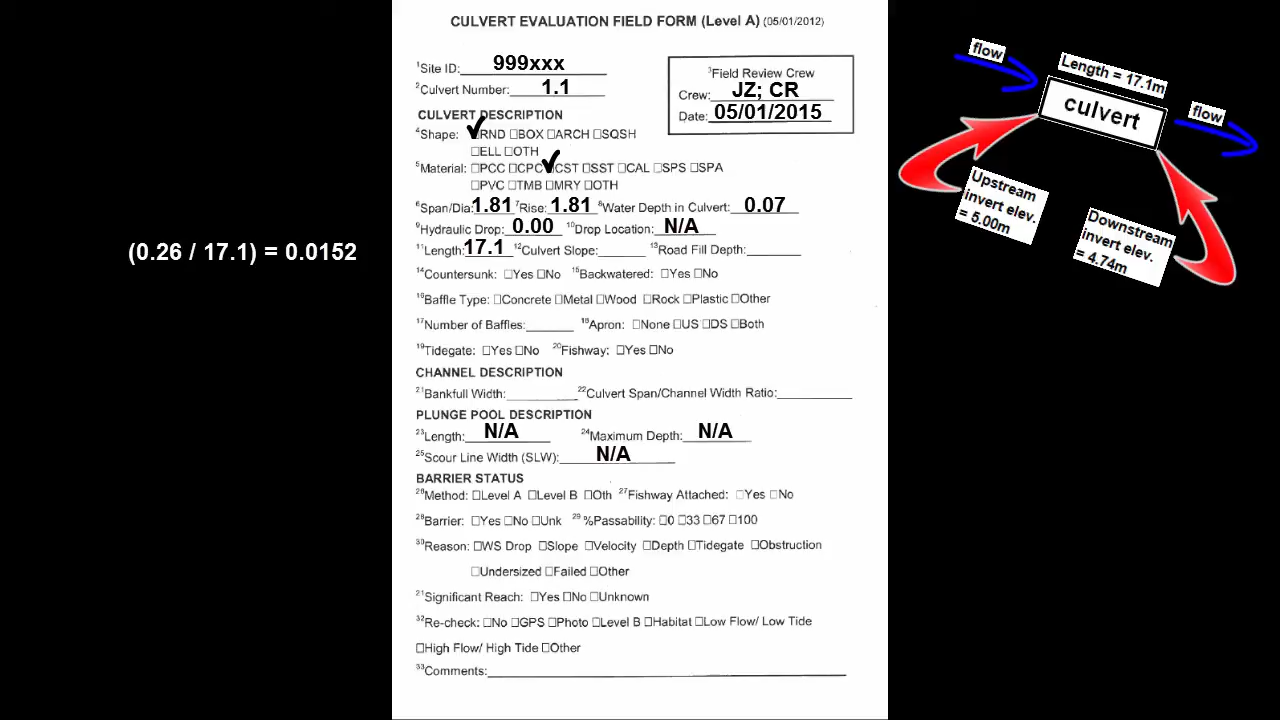 (0.26 / 17.1) = 0.0152
CULVERT EVALUATION FIELD FORM (Level A) (05/01/2012)
1Site ID: 999xxx
2Culvert Number: 1.1
3Field Review Crew
Crew: JZ; CR
Date: 05/01/2015
CULVERT DESCRIPTION
4Shape: ✓RND □BOX □ARCH □SQSH
□ELL □OTH
5Material: □PCC □CPC ✓CST □SST □CAL □SPS □SPA
□PVC □TMB □MRY □OTH
6Span/Dia: 1.81 7Rise: 1.81 8Water Depth in Culvert: 0.07
9Hydraulic Drop: 0.00 10Drop Location: N/A
11Length: 17.1 12Culvert Slope: 13Road Fill Depth:
14Countersunk: □Yes □No 15Backwatered: □Yes □No
16Baffle Type: □Concrete □Metal □Wood □Rock □Plastic □Other
17Number of Baffles: 18Apron: □None □US □DS □Both
19Tidegate: □Yes □No 20Fishway: □Yes □No
CHANNEL DESCRIPTION
21Bankfull Width: 22Culvert Span/Channel Width Ratio:
PLUNGE POOL DESCRIPTION
23Length: N/A 24Maximum Depth: N/A
25Scour Line Width (SLW): N/A
BARRIER STATUS
26Method: □Level A □Level B □Oth 27Fishway Attached: □Yes □No
28Barrier: □Yes □No □Unk 29%Passability: □0 □33 □67 □100
30Reason: □WS Drop □Slope □Velocity □Depth □Tidegate □Obstruction
□Undersized □Failed □Other
21Significant Reach: □Yes □No □Unknown
32Re-check: □No □GPS □Photo □Level B □Habitat □Low Flow/ Low Tide
□High Flow/ High Tide □Other
33Comments:
flow
Length = 17.1m
culvert
flow
Upstream
invert elev.
= 5.00m
Downstream
invert elev.
= 4.74m